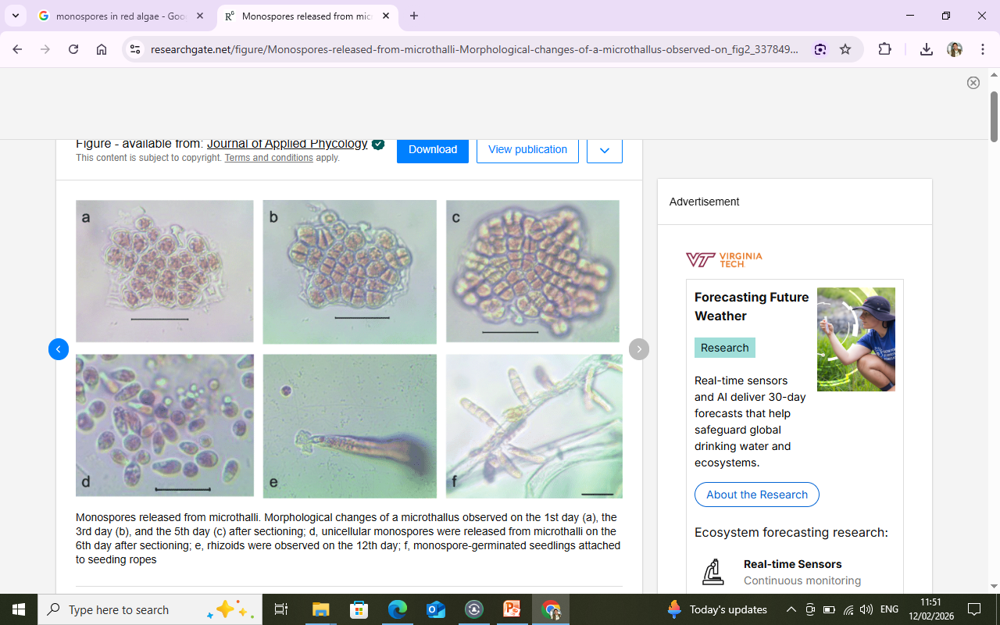 monospores in red algae - Goo
Monospores released from mic
researchgate.net/figure/Monospores-released-from-microthalli-Morphological-changes-of-a-microthallus-observed-on_fig2_337849...
Figure - available from: Journal of Applied Phycology
This content is subject to copyright. Terms and conditions apply.
Download
View publication
a
b
c
d
e
f
Monospores released from microthalli. Morphological changes of a microthallus observed on the 1st day (a), the
3rd day (b), and the 5th day (c) after sectioning; d, unicellular monospores were released from microthalli on the
6th day after sectioning; e, rhizoids were observed on the 12th day; f, monospore-germinated seedlings attached
to seeding ropes
Advertisement
VT VIRGINIA
TECH
Forecasting Future
Weather
Research
Real-time sensors
and AI deliver 30-day
forecasts that help
safeguard global
drinking water and
ecosystems.
About the Research
Ecosystem forecasting research:
Real-time Sensors
Continuous monitoring
Type here to search
Today's updates
ENG
11:51
12/02/2026